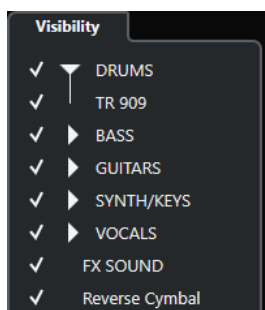 Visibility
DRUMS
TR 909
BASS
GUITARS
SYNTH/KEYS
VOCALS
FX SOUND
Reverse Cymbal